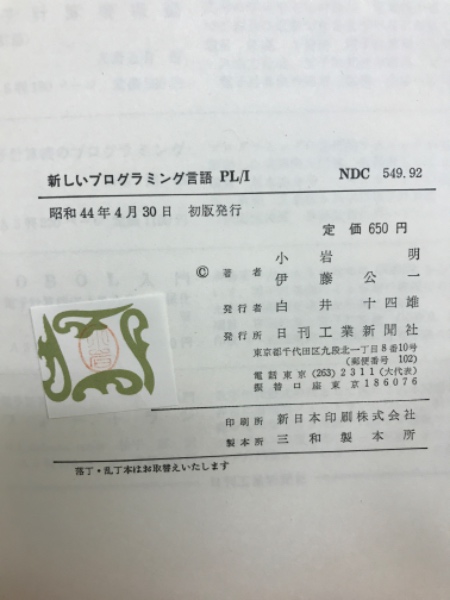 新しいプログラミング言語 PL/I
NDC 549.92
昭和44年4月30日 初版発行
定価 650円
© 著者 小岩 明
伊藤公一
発行者 白井十四雄
発行所 日刊工業新聞社
東京都千代田区九段北一丁目8番10号
(郵便番号 102)
電話東京 (263) 2311 (大代表)
振替口座東京 186076
印刷所 新日本印刷株式会社
製本所 三和製本所
落丁・乱丁本はお取替えいたします